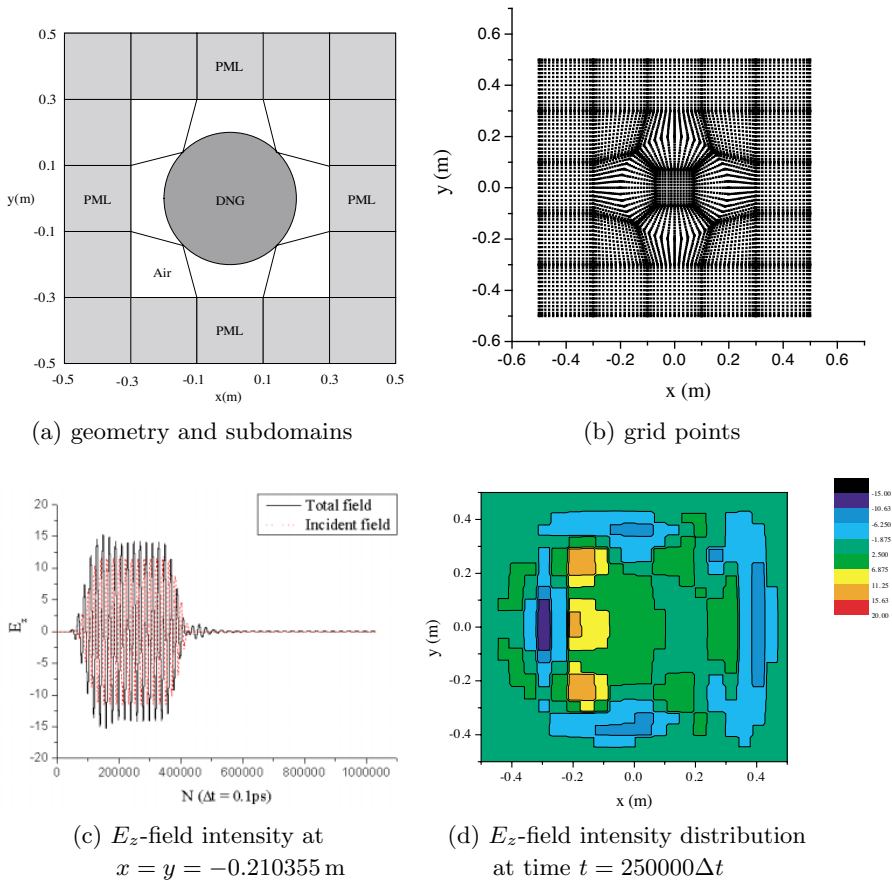 0.5
PML
0.3
0.1
y(m)
PML
DNG
PML
-0.1
Air
-0.3
PML
-0.5
-0.5
-0.3
-0.1
0.1
0.3
0.5
x(m)
(a) geometry and subdomains
0.6
0.4
0.2
0.0
-0.2
-0.4
-0.6
y (m)
-0.6 -0.4 -0.2 0.0 0.2 0.4 0.6
x (m)
(b) grid points
20
15
10
5
0
-5
-10
-15
-20
E_z
Total field
Incident field
0 200000 400000 600000 800000 1000000
N (Δt = 0.1ps)
(c) E_z-field intensity at
x = y = −0.210355 m
0.4
0.2
0.0
-0.2
-0.4
y (m)
-0.4 -0.2 0.0 0.2 0.4
x (m)
-15.00
-10.63
-6.250
-1.875
2.500
6.875
11.25
15.63
20.00
(d) E_z-field intensity distribution
at time t = 250000Δt